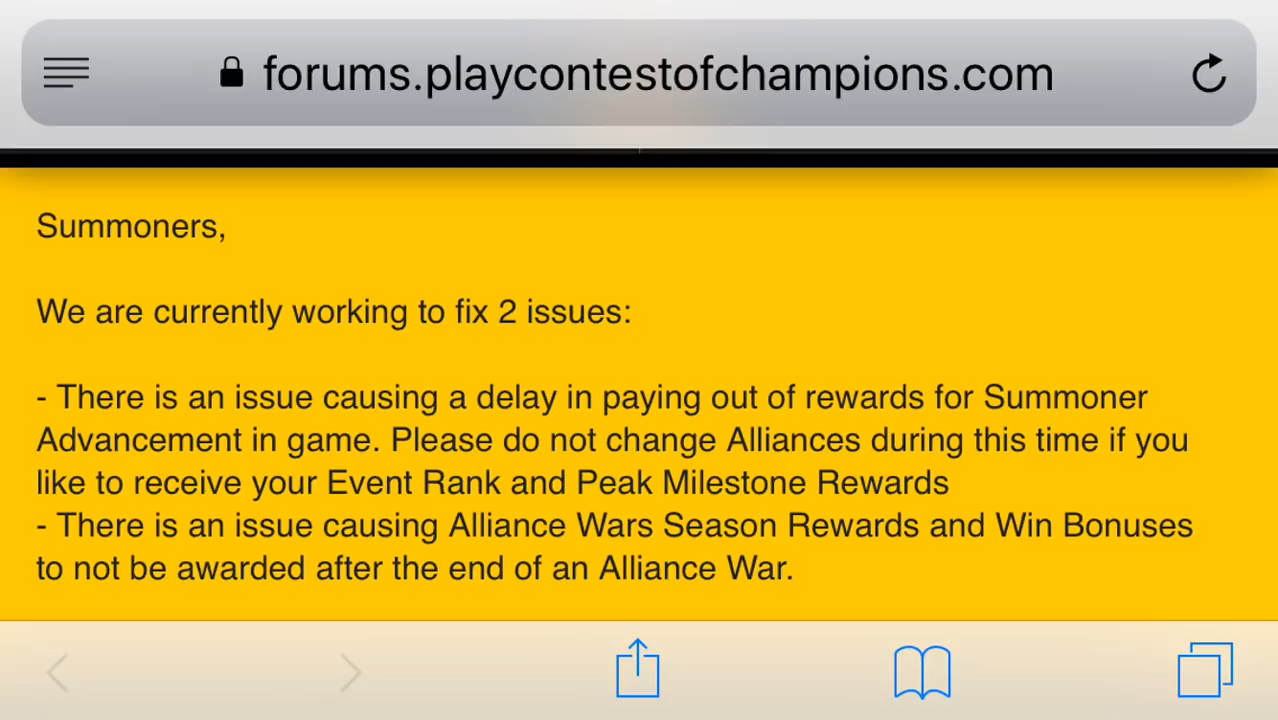 forums.playcontestofchampions.com
Summoners,
We are currently working to fix 2 issues:
- There is an issue causing a delay in paying out of rewards for Summoner
Advancement in game. Please do not change Alliances during this time if you
like to receive your Event Rank and Peak Milestone Rewards
- There is an issue causing Alliance Wars Season Rewards and Win Bonuses
to not be awarded after the end of an Alliance War.